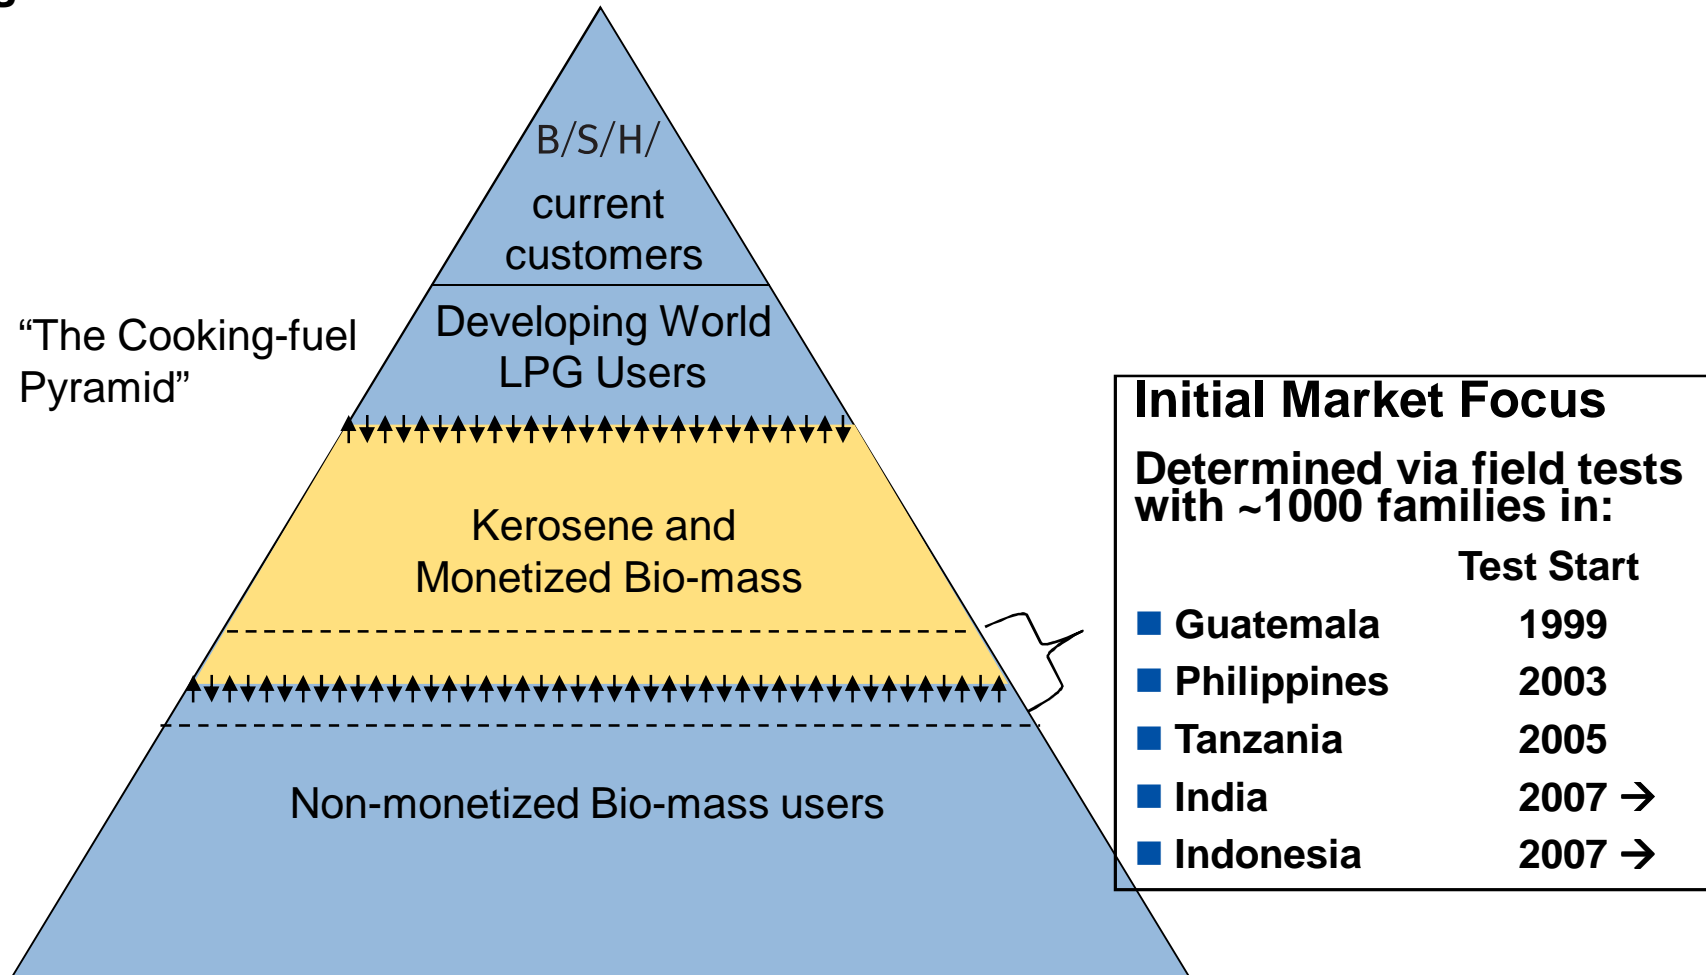 B/S/H/
current
customers
Developing World
LPG Users
“The Cooking-fuel
Pyramid”
Kerosene and
Monetized Bio-mass
Non-monetized Bio-mass users
Initial Market Focus
Determined via field tests
with ~1000 families in:
Test Start
Guatemala 1999
Philippines 2003
Tanzania 2005
India 2007 →
Indonesia 2007 →